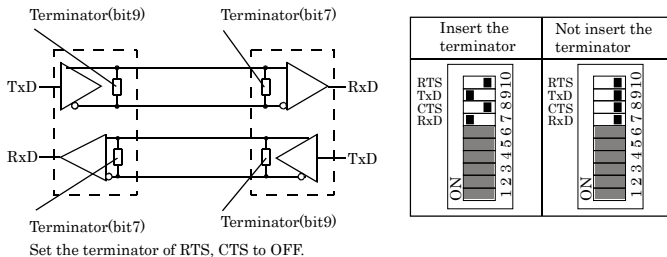 Terminator(bit9)
Terminator(bit7)
TxD
RxD
RxD
TxD
Terminator(bit7)
Terminator(bit9)
Set the terminator of RTS, CTS to OFF.
Insert the
terminator
Not insert the
terminator
RTS
TxD
CTS
RxD
ON
1 2 3 4 5 6 7 8 9 10
RTS
TxD
CTS
RxD
ON
1 2 3 4 5 6 7 8 9 10